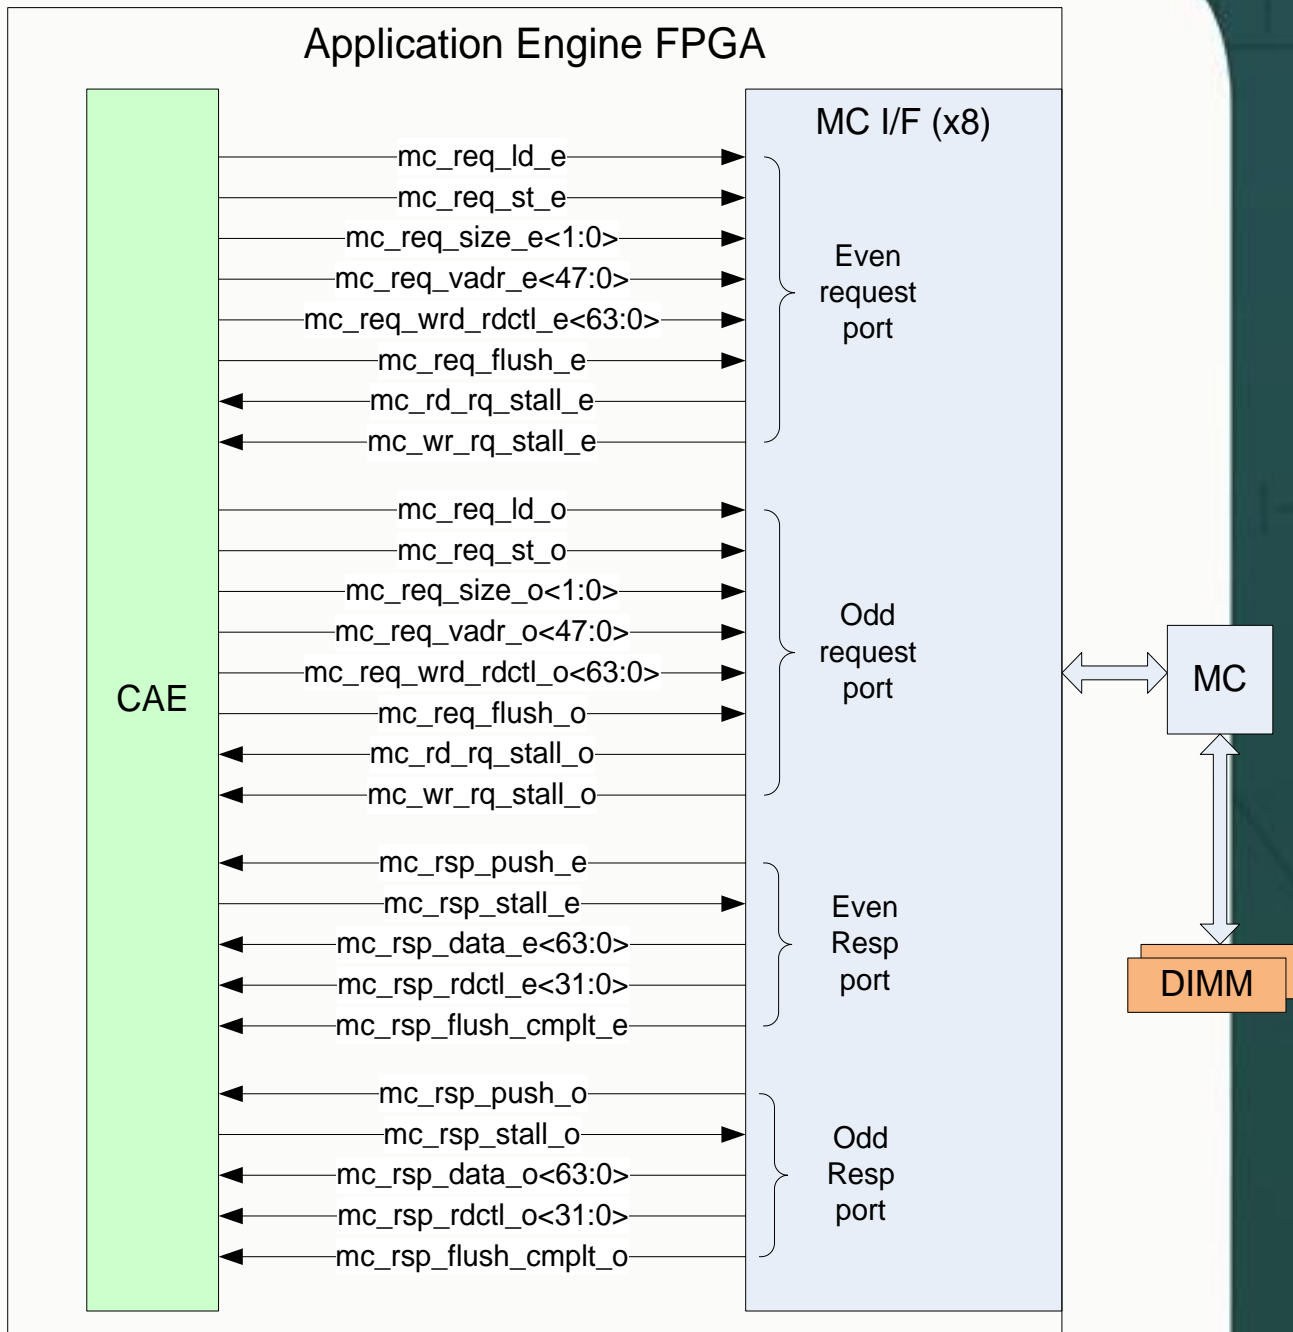 Application Engine FPGA
CAE
MC I/F (x8)
mc_req_ld_e
mc_req_st_e
mc_req_size_e<1:0>
mc_req_vadr_e<47:0>
mc_req_wrd_rdctl_e<63:0>
mc_req_flush_e
mc_rd_rq_stall_e
mc_wr_rq_stall_e
Even
request
port
mc_req_ld_o
mc_req_st_o
mc_req_size_o<1:0>
mc_req_vadr_o<47:0>
mc_req_wrd_rdctl_o<63:0>
mc_req_flush_o
mc_rd_rq_stall_o
mc_wr_rq_stall_o
Odd
request
port
mc_rsp_push_e
mc_rsp_stall_e
mc_rsp_data_e<63:0>
mc_rsp_rdctl_e<31:0>
mc_rsp_flush_cmplt_e
Even
Resp
port
mc_rsp_push_o
mc_rsp_stall_o
mc_rsp_data_o<63:0>
mc_rsp_rdctl_o<31:0>
mc_rsp_flush_cmplt_o
Odd
Resp
port
MC
DIMM